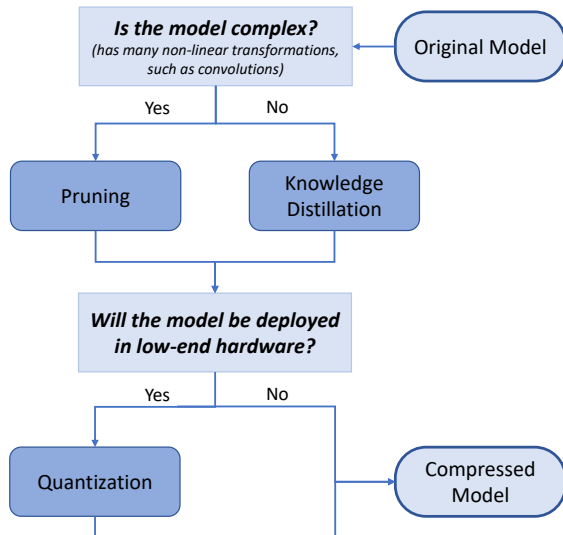 Is the model complex?
(has many non-linear transformations,
such as convolutions)
Original Model
Yes
No
Pruning
Knowledge
Distillation
Will the model be deployed
in low-end hardware?
Yes
No
Quantization
Compressed
Model